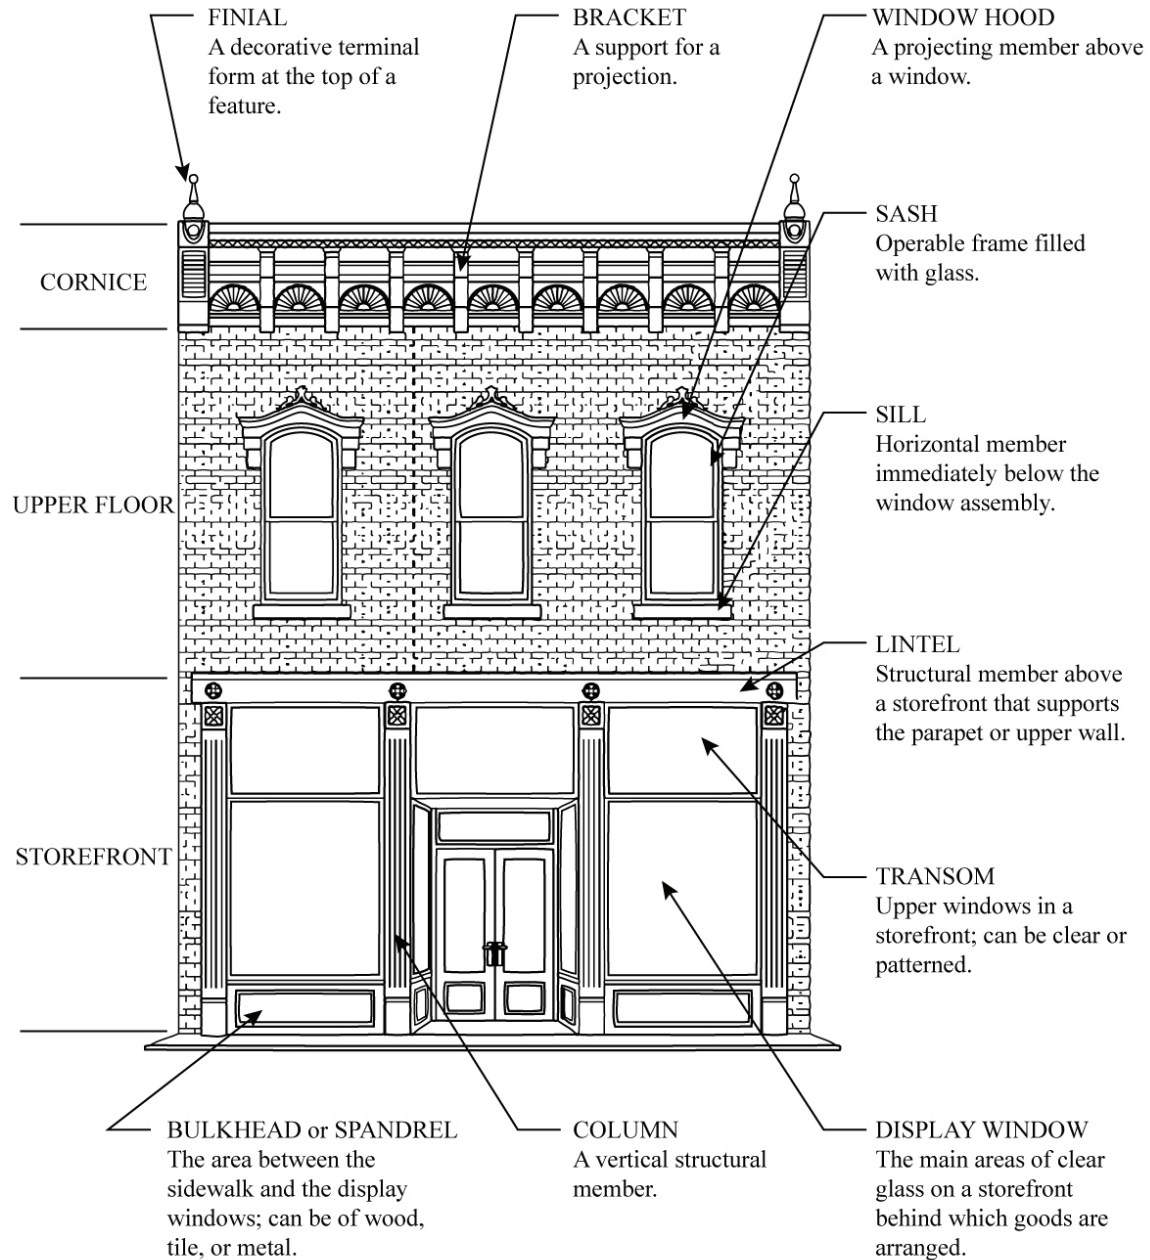 FINIAL
A decorative terminal
form at the top of a
feature.
BRACKET
A support for a
projection.
WINDOW HOOD
A projecting member above
a window.
SASH
Operable frame filled
with glass.
CORNICE
SILL
Horizontal member
immediately below the
window assembly.
UPPER FLOOR
LINTEL
Structural member above
a storefront that supports
the parapet or upper wall.
STOREFRONT
TRANSOM
Upper windows in a
storefront; can be clear or
patterned.
BULKHEAD or SPANDREL
The area between the
sidewalk and the display
windows; can be of wood,
tile, or metal.
COLUMN
A vertical structural
member.
DISPLAY WINDOW
The main areas of clear
glass on a storefront
behind which goods are
arranged.